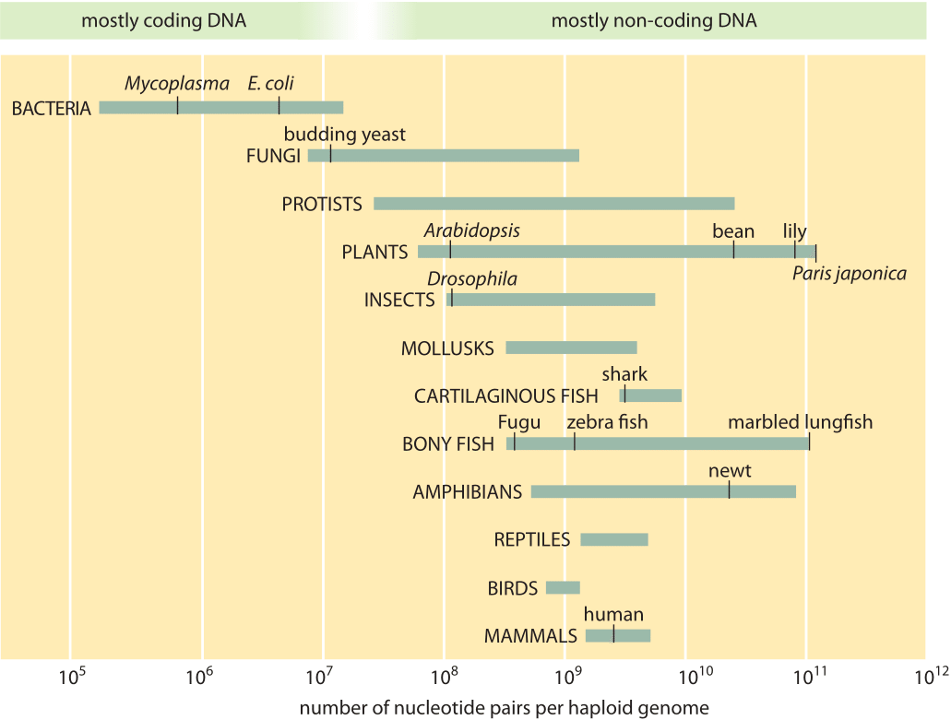 mostly coding DNA
mostly non-coding DNA
Mycoplasma E. coli
BACTERIA
budding yeast
FUNGI
PROTISTS
Arabidopsis bean lily
PLANTS
Paris japonica
Drosophila
INSECTS
MOLLUSKS
shark
CARTILAGINOUS FISH
Fugu zebra fish marbled lungfish
BONY FISH
newt
AMPHIBIANS
REPTILES
BIRDS
human
MAMMALS
10⁵ 10⁶ 10⁷ 10⁸ 10⁹ 10¹⁰ 10¹¹ 10¹²
number of nucleotide pairs per haploid genome